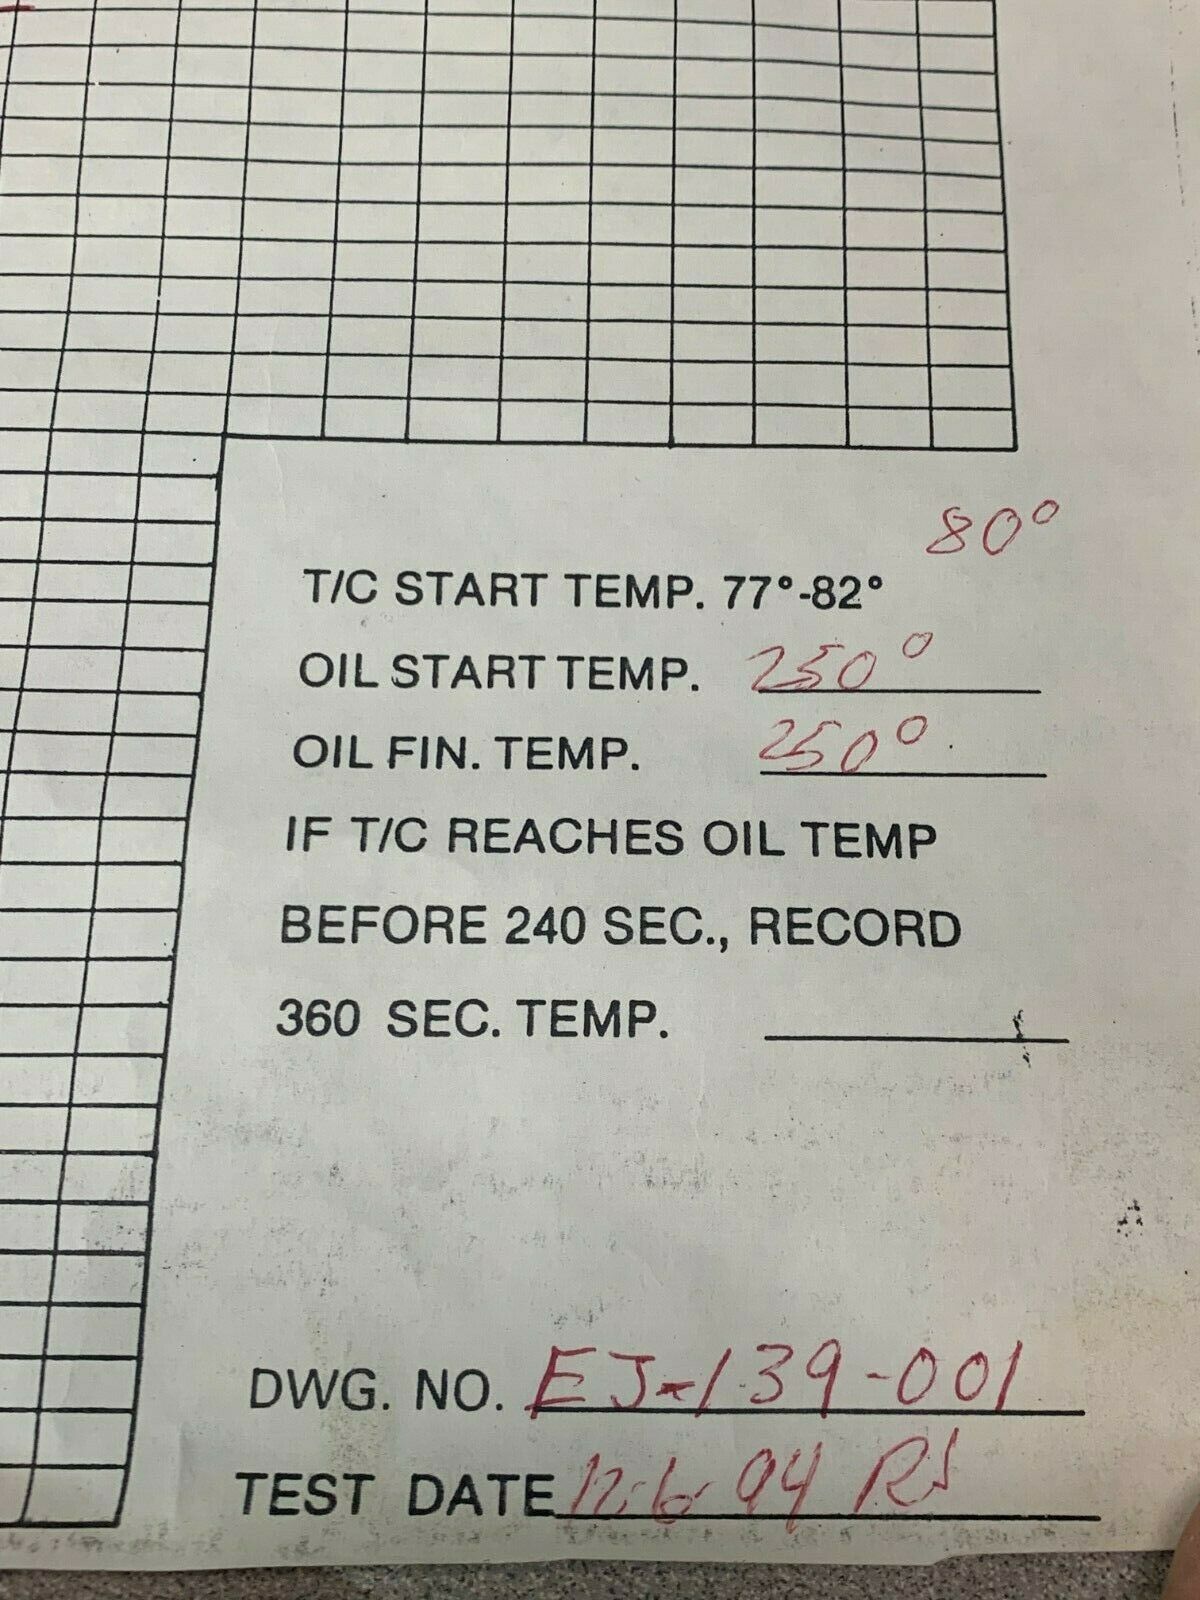 80°
T/C START TEMP. 77°-82°
OIL START TEMP. 250°
OIL FIN. TEMP. 250°
IF T/C REACHES OIL TEMP
BEFORE 240 SEC., RECORD
360 SEC. TEMP.
DWG. NO. EJ-139-001
TEST DATE 12-6-94 RS